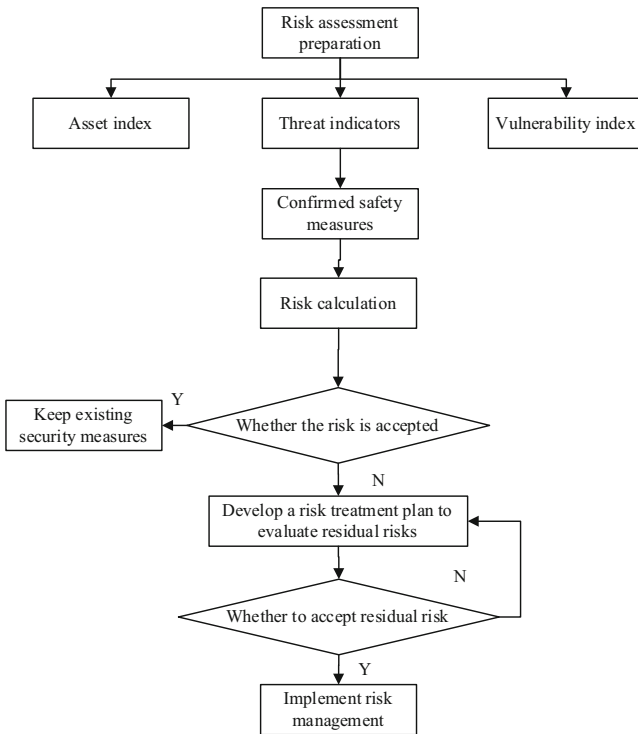 Risk assessment
preparation
Asset index
Threat indicators
Vulnerability index
Confirmed safety
measures
Risk calculation
Y
Keep existing
security measures
Whether the risk is accepted
N
Develop a risk treatment plan to
evaluate residual risks
N
Whether to accept residual risk
Y
Implement risk
management